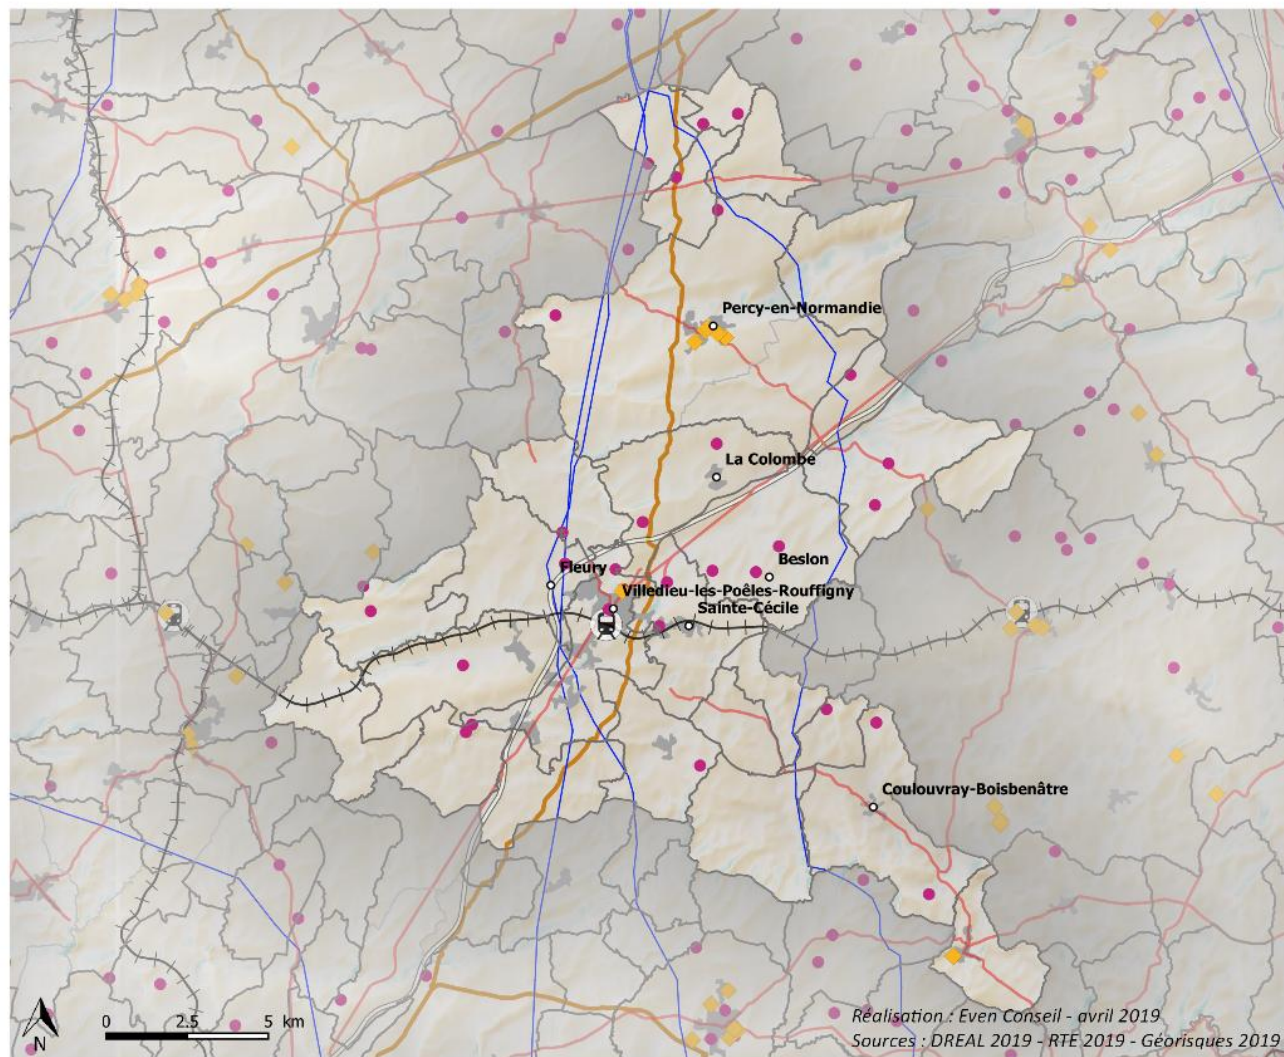 Percy-en-Normandie
La Colombe
Beslon
Fleury
Villedieu-les-Poêles-Rouffigny
Sainte-Cécile
Coulouvray-Boisbenâtre
N
0 2.5 5 km
Réalisation : Even Conseil - avril 2019
Sources : DREAL 2019 - RTE 2019 - Géorisques 2019